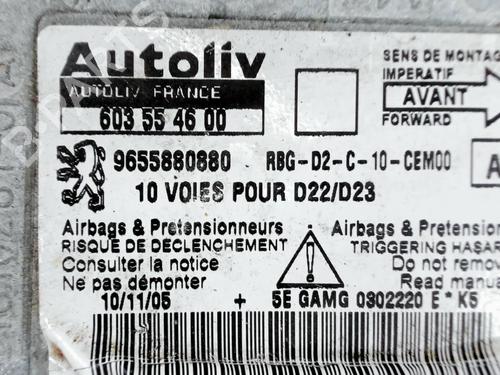 Autoliv
AUTOLIV FRANCE
603 55 46 00
SENS DE MONTAG
IMPERATIF
AVANT
FORWARD
9655880880 RBG-D2-C-10-CEM00
A
10 VOIES POUR D22/D23
Airbags & Pretensionneurs
RISQUE DE DECLENCHEMENT
Consulter la notice
Ne pas démonter
Airbags & Pretension
TRIGGERING HASAR
Do not remov
Read manua
10/11/05 + 5E GAMG 0302220 E * K5